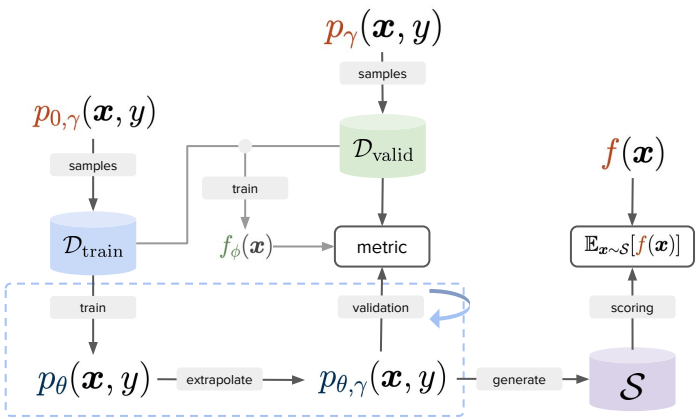 p_γ(𝒙, y)
samples
p_{0,γ}(𝒙, y)
samples
𝒟_valid
f(𝒙)
train
𝒟_train
f_ϕ(𝒙)
metric
𝔼_{𝒙∼𝒮}[f(𝒙)]
train
validation
scoring
p_θ(𝒙, y)
extrapolate
p_{θ,γ}(𝒙, y)
generate
𝒮